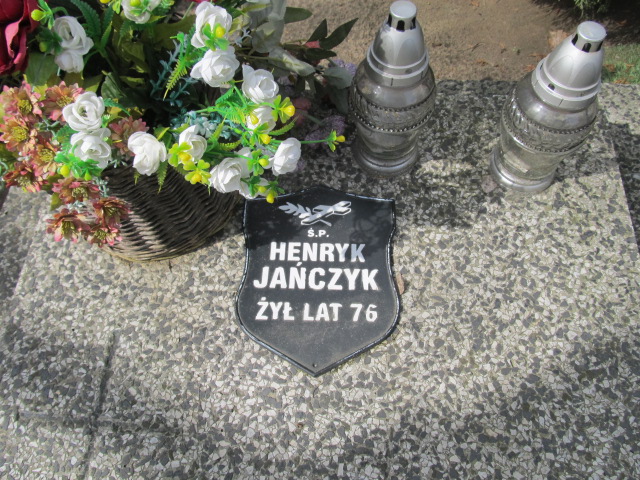 Ś.P.
HENRYK
JAŃCZYK
ŻYŁ LAT 76